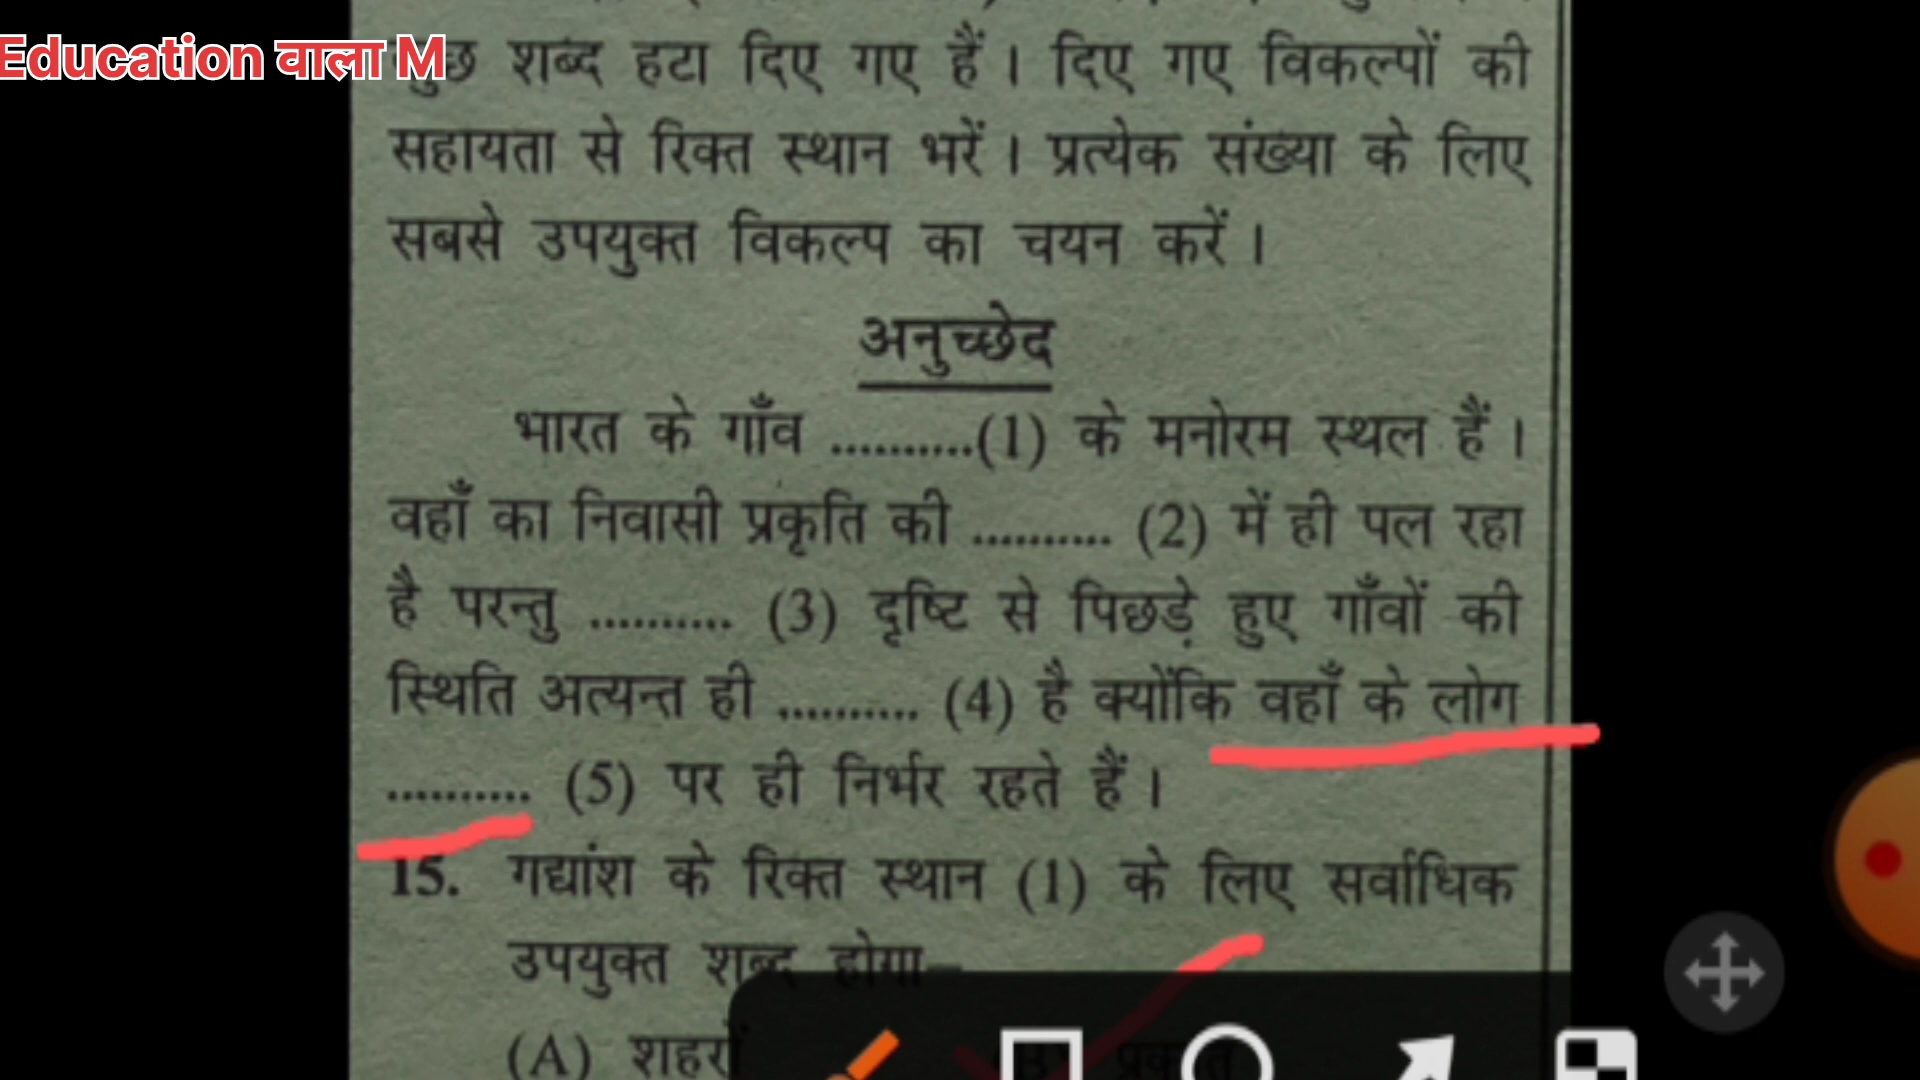 Education वाला M
शब्द हटा दिए गए हैं । दिए गए विकल्पों की
सहायता से रिक्त स्थान भरें । प्रत्येक संख्या के लिए
सबसे उपयुक्त विकल्प का चयन करें ।
अनुच्छेद
भारत के गाँव ..........(1) के मनोरम स्थल हैं ।
वहाँ का निवासी प्रकृति की .......... (2) में ही पल रहा
है परन्तु .......... (3) दृष्टि से पिछड़े हुए गाँवों की
स्थिति अत्यन्त ही .......... (4) है क्योंकि वहाँ के लोग
.......... (5) पर ही निर्भर रहते हैं ।
15. गद्यांश के रिक्त स्थान (1) के लिए सर्वाधिक
उपयुक्त शब्द होगा–
(A) शहरों